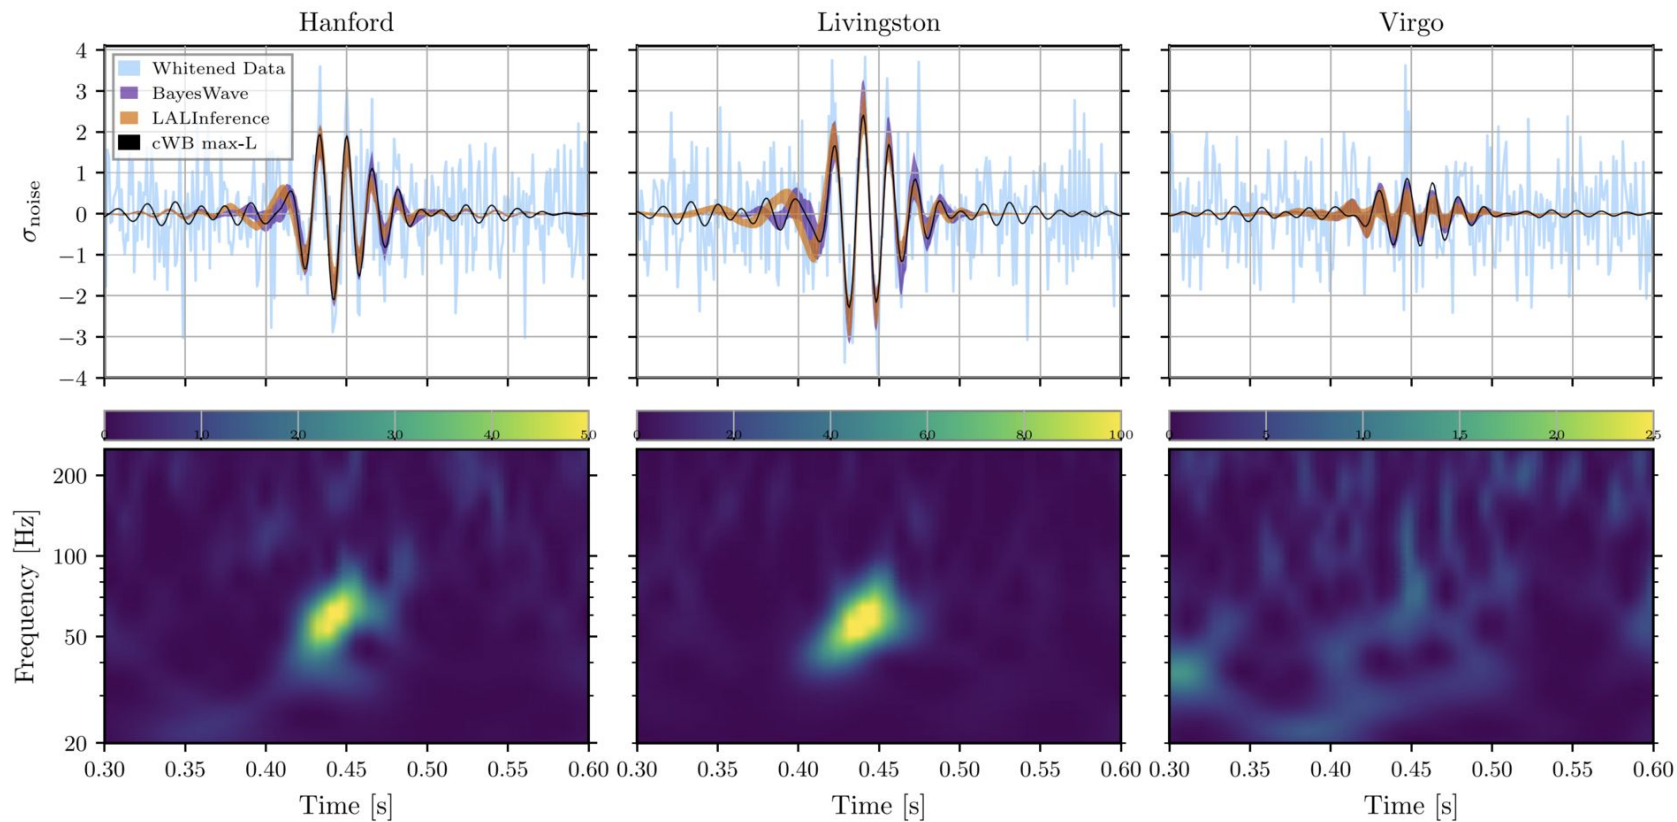 Hanford
Livingston
Virgo
4
3
2
1
0
−1
−2
−3
−4
σnoise
Whitened Data
BayesWave
LALInference
cWB max-L
0 10 20 30 40 50
0 20 40 60 80 100
0 5 10 15 20 25
200
100
50
20
Frequency [Hz]
0.30 0.35 0.40 0.45 0.50 0.55 0.60
0.30 0.35 0.40 0.45 0.50 0.55 0.60
0.30 0.35 0.40 0.45 0.50 0.55 0.60
Time [s]
Time [s]
Time [s]